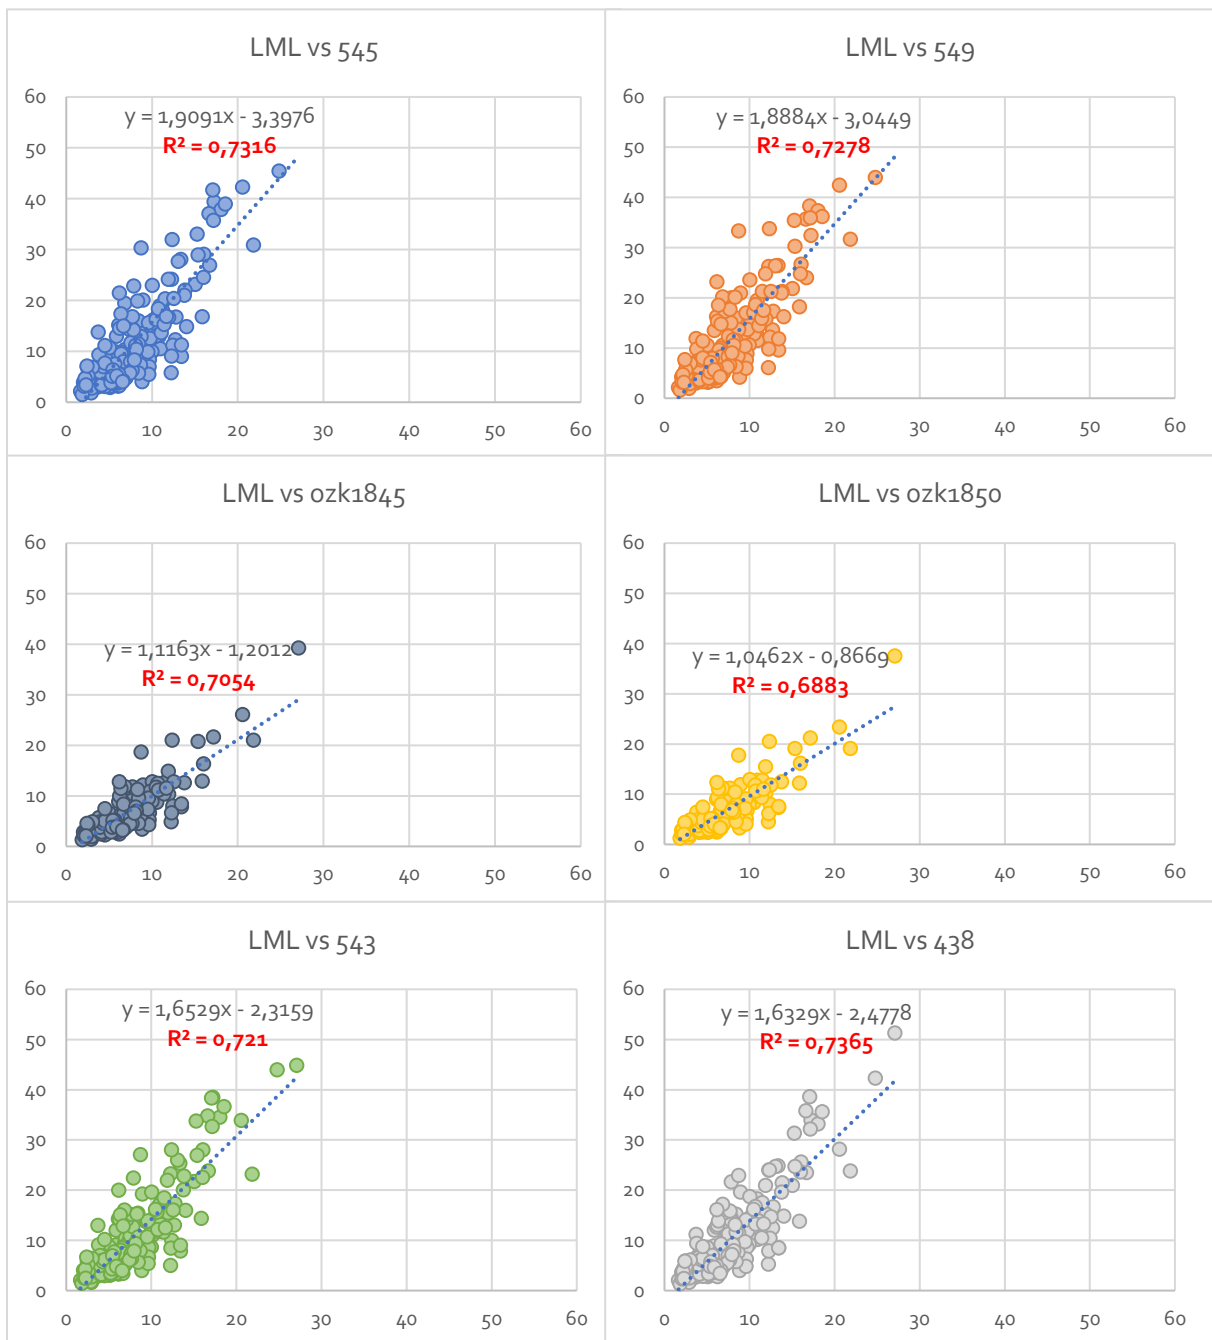 LML vs 545
y = 1,9091x - 3,3976
R² = 0,7316
60
50
40
30
20
10
0
0 10 20 30 40 50 60
LML vs 549
y = 1,8884x - 3,0449
R² = 0,7278
60
50
40
30
20
10
0
0 10 20 30 40 50 60
LML vs ozk1845
y = 1,1163x - 1,2012
R² = 0,7054
60
50
40
30
20
10
0
0 10 20 30 40 50 60
LML vs ozk1850
y = 1,0462x - 0,8669
R² = 0,6883
60
50
40
30
20
10
0
0 10 20 30 40 50 60
LML vs 543
y = 1,6529x - 2,3159
R² = 0,721
60
50
40
30
20
10
0
0 10 20 30 40 50 60
LML vs 438
y = 1,6329x - 2,4778
R² = 0,7365
60
50
40
30
20
10
0
0 10 20 30 40 50 60